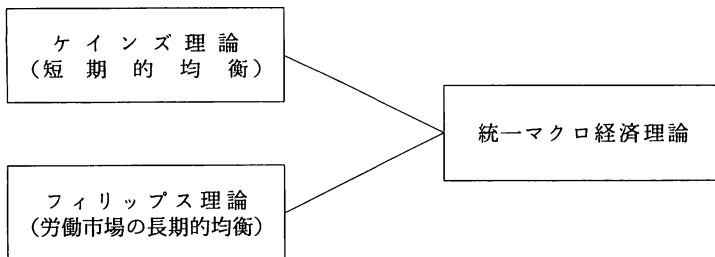 ケインズ理論
(短期的均衡)
統一マクロ経済理論
フィリップス理論
(労働市場の長期的均衡)